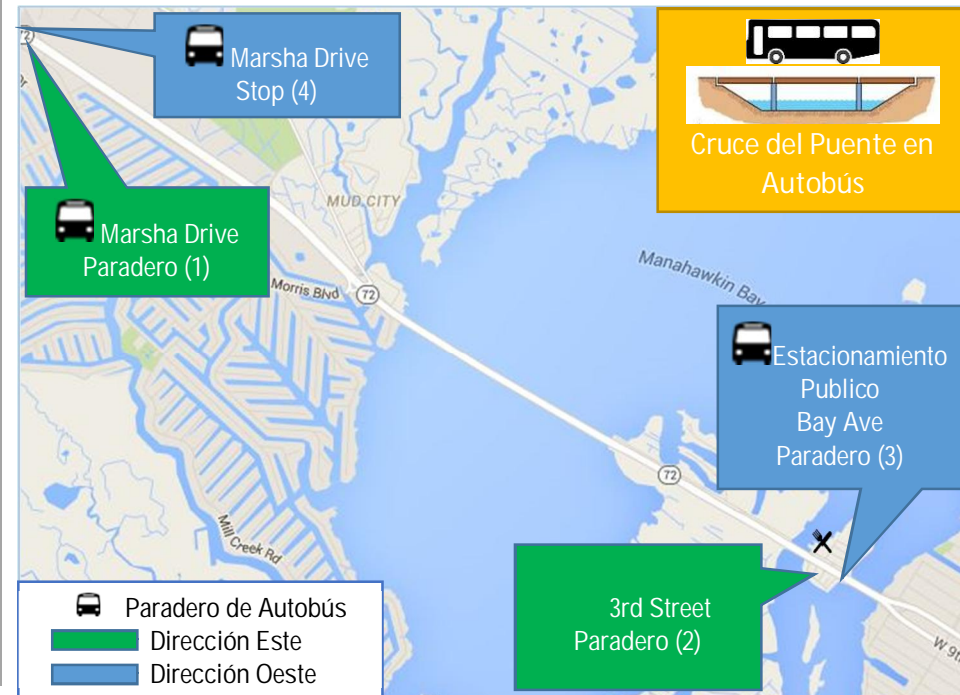 72
Marsha Drive
Stop (4)
Cruce del Puente en
Autobús
Marsha Drive
Paradero (1)
MUD CITY
Morris Blvd
72
Manahawkin Bay
Estacionamiento
Publico
Bay Ave
Paradero (3)
72
Mill Creek Rd
3rd Street
Paradero (2)
W 9th
Paradero de Autobús
Dirección Este
Dirección Oeste